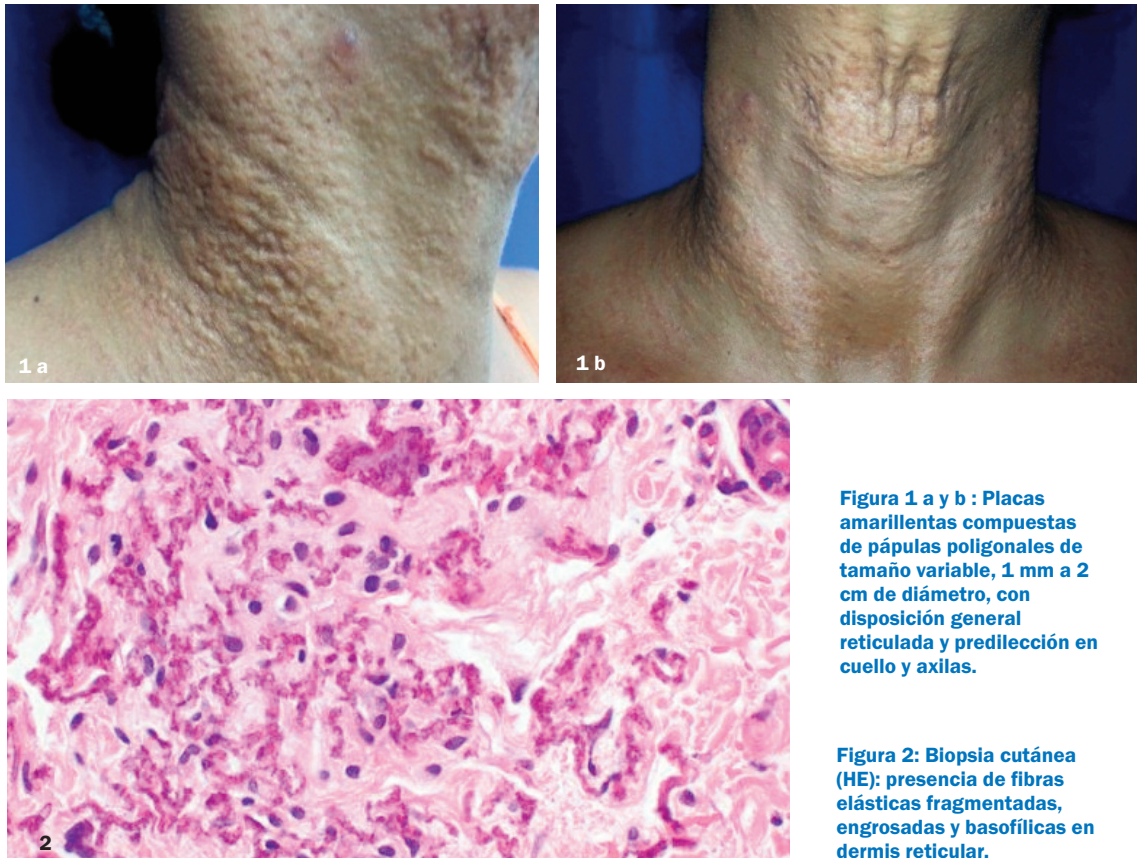 1 a
1 b
2
Figura 1 a y b : Placas
amarillentas compuestas
de pápulas poligonales de
tamaño variable, 1 mm a 2
cm de diámetro, con
disposición general
reticulada y predilección en
cuello y axilas.
Figura 2: Biopsia cutánea
(HE): presencia de fibras
elásticas fragmentadas,
engrosadas y basofílicas en
dermis reticular.